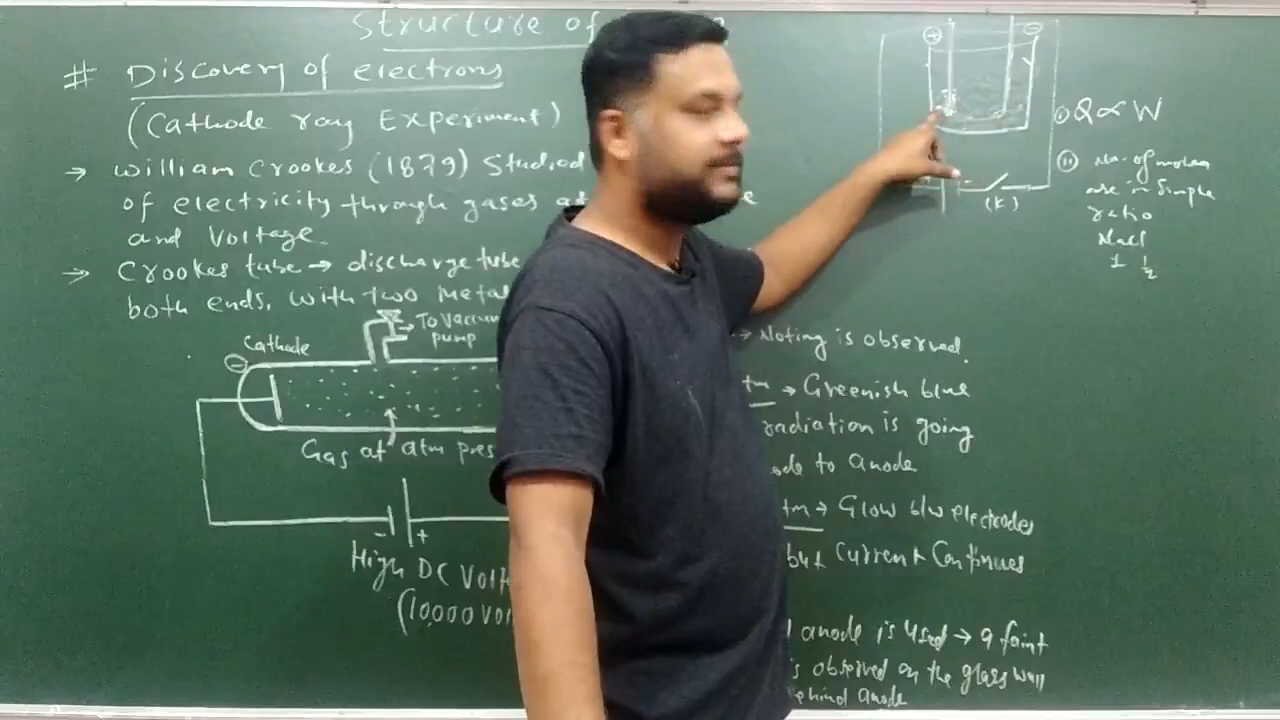 Structure of
# Discovery of electrons
(Cathode ray Experiment)
→ William Crookes (1879) Studied
of electricity through gases at
and Voltage
→ Crookes tube → discharge tube
both ends, with two Metal
→ To Vaccum
pump
Cathode
−
Gas at atm pres
- +
High DC Volt
(10,000 Vol
+ −
(K)
(i) Q ∝ W
(ii) No. of moles
are in Simple
ratio
NaCl
1 1/2
→ Noting is observed.
tm → Greenish blue
radiation is going
ode to anode
tm → Glow b/w electrodes
but Current Continues
anode is Used → a faint
is observed on the glass wall
ehind anode